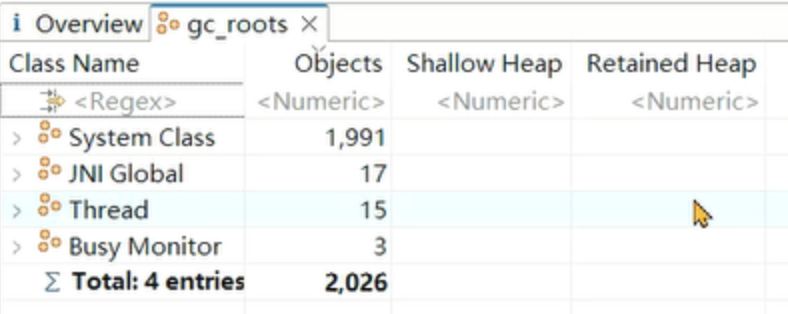 i Overview gc_roots ×
Class Name Objects Shallow Heap Retained Heap
<Regex> <Numeric> <Numeric> <Numeric>
System Class 1,991
JNI Global 17
Thread 15
Busy Monitor 3
Σ Total: 4 entries 2,026